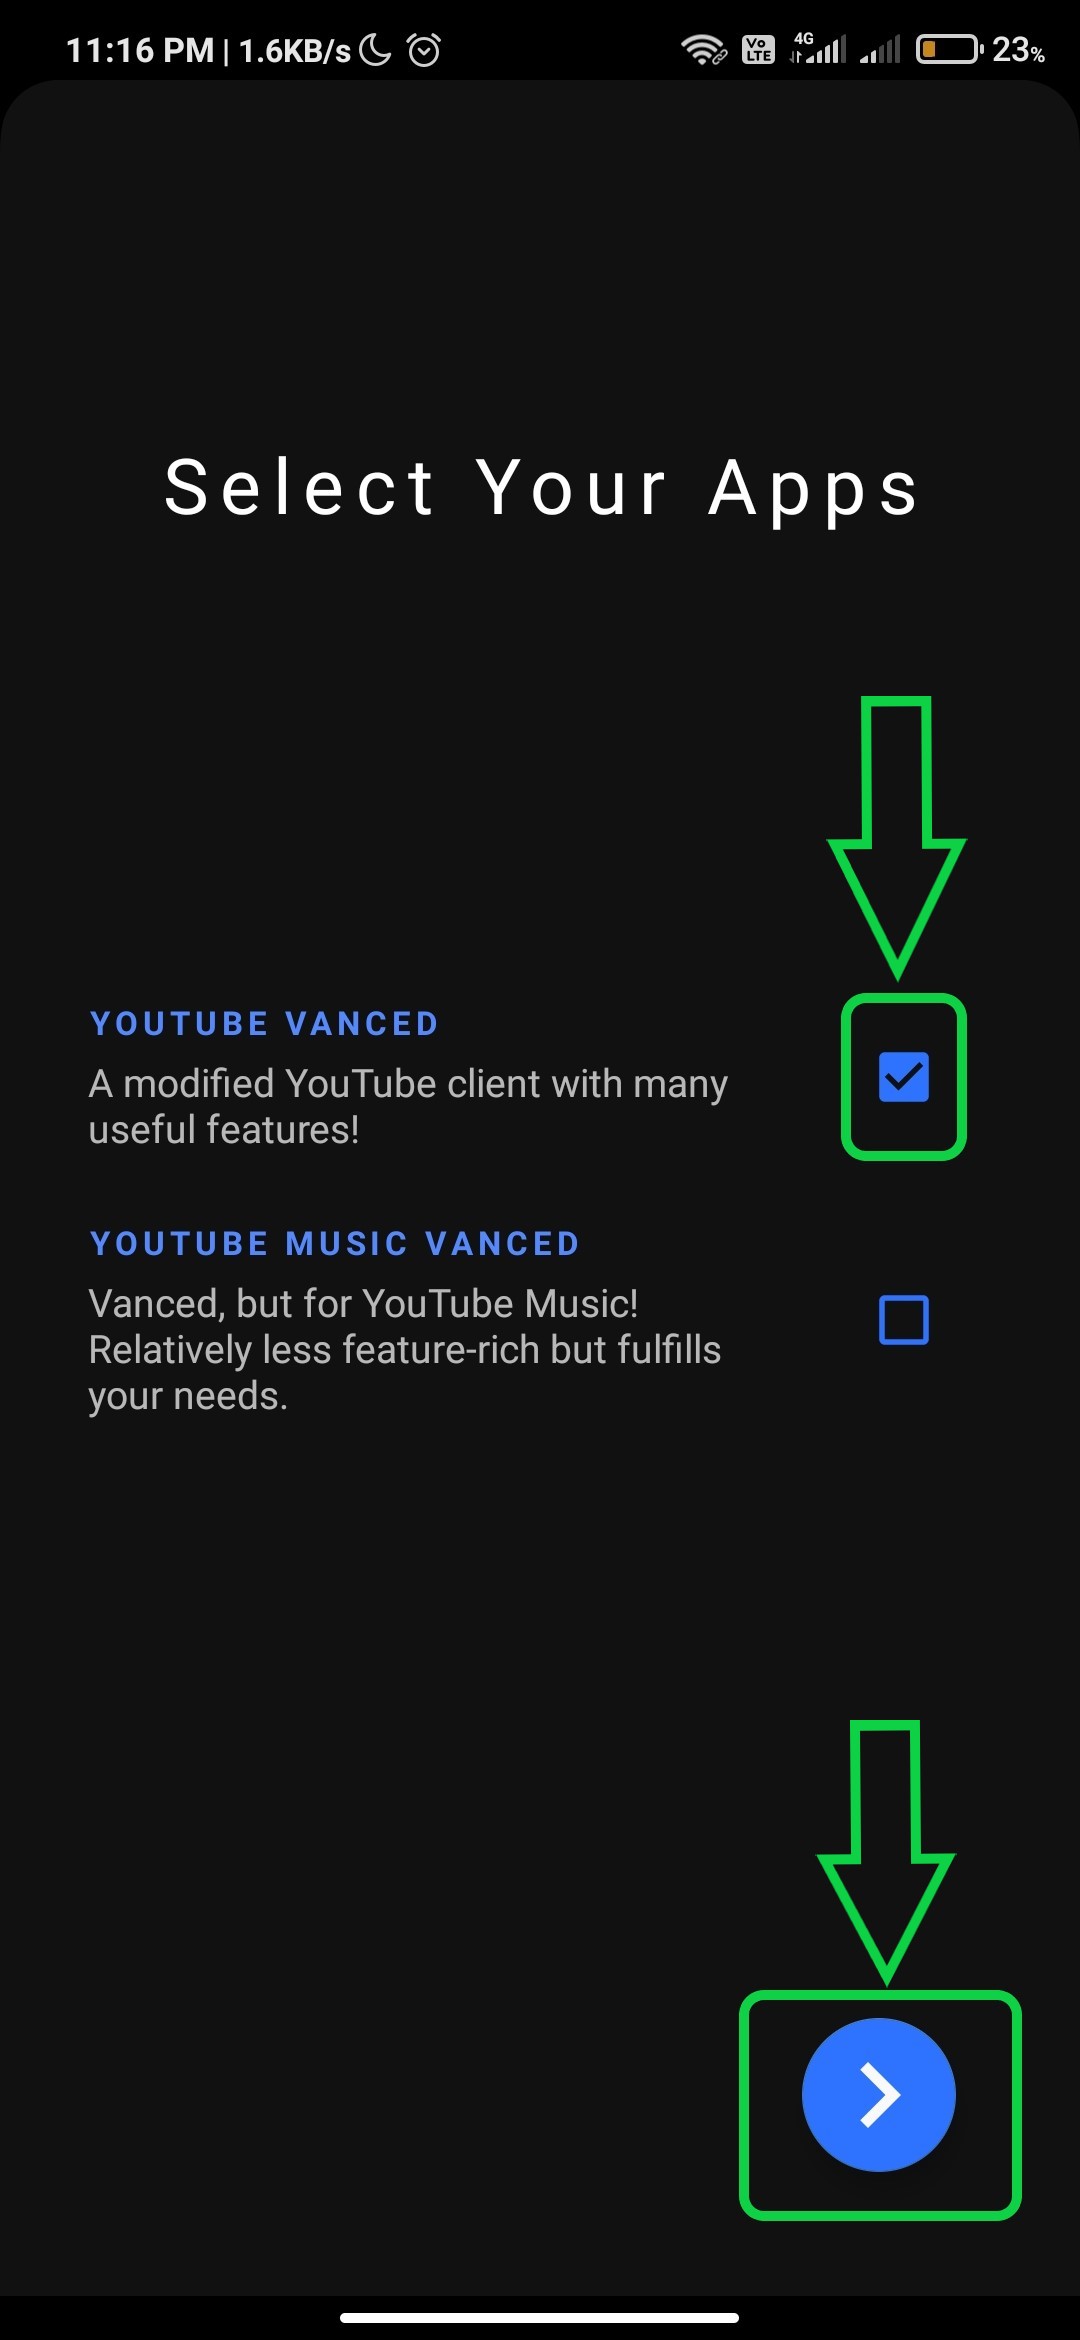 11:16 PM | 1.6KB/s Vo LTE 4G 23%
Select Your Apps
YOUTUBE VANCED
A modified YouTube client with many
useful features!
YOUTUBE MUSIC VANCED
Vanced, but for YouTube Music!
Relatively less feature-rich but fulfills
your needs.